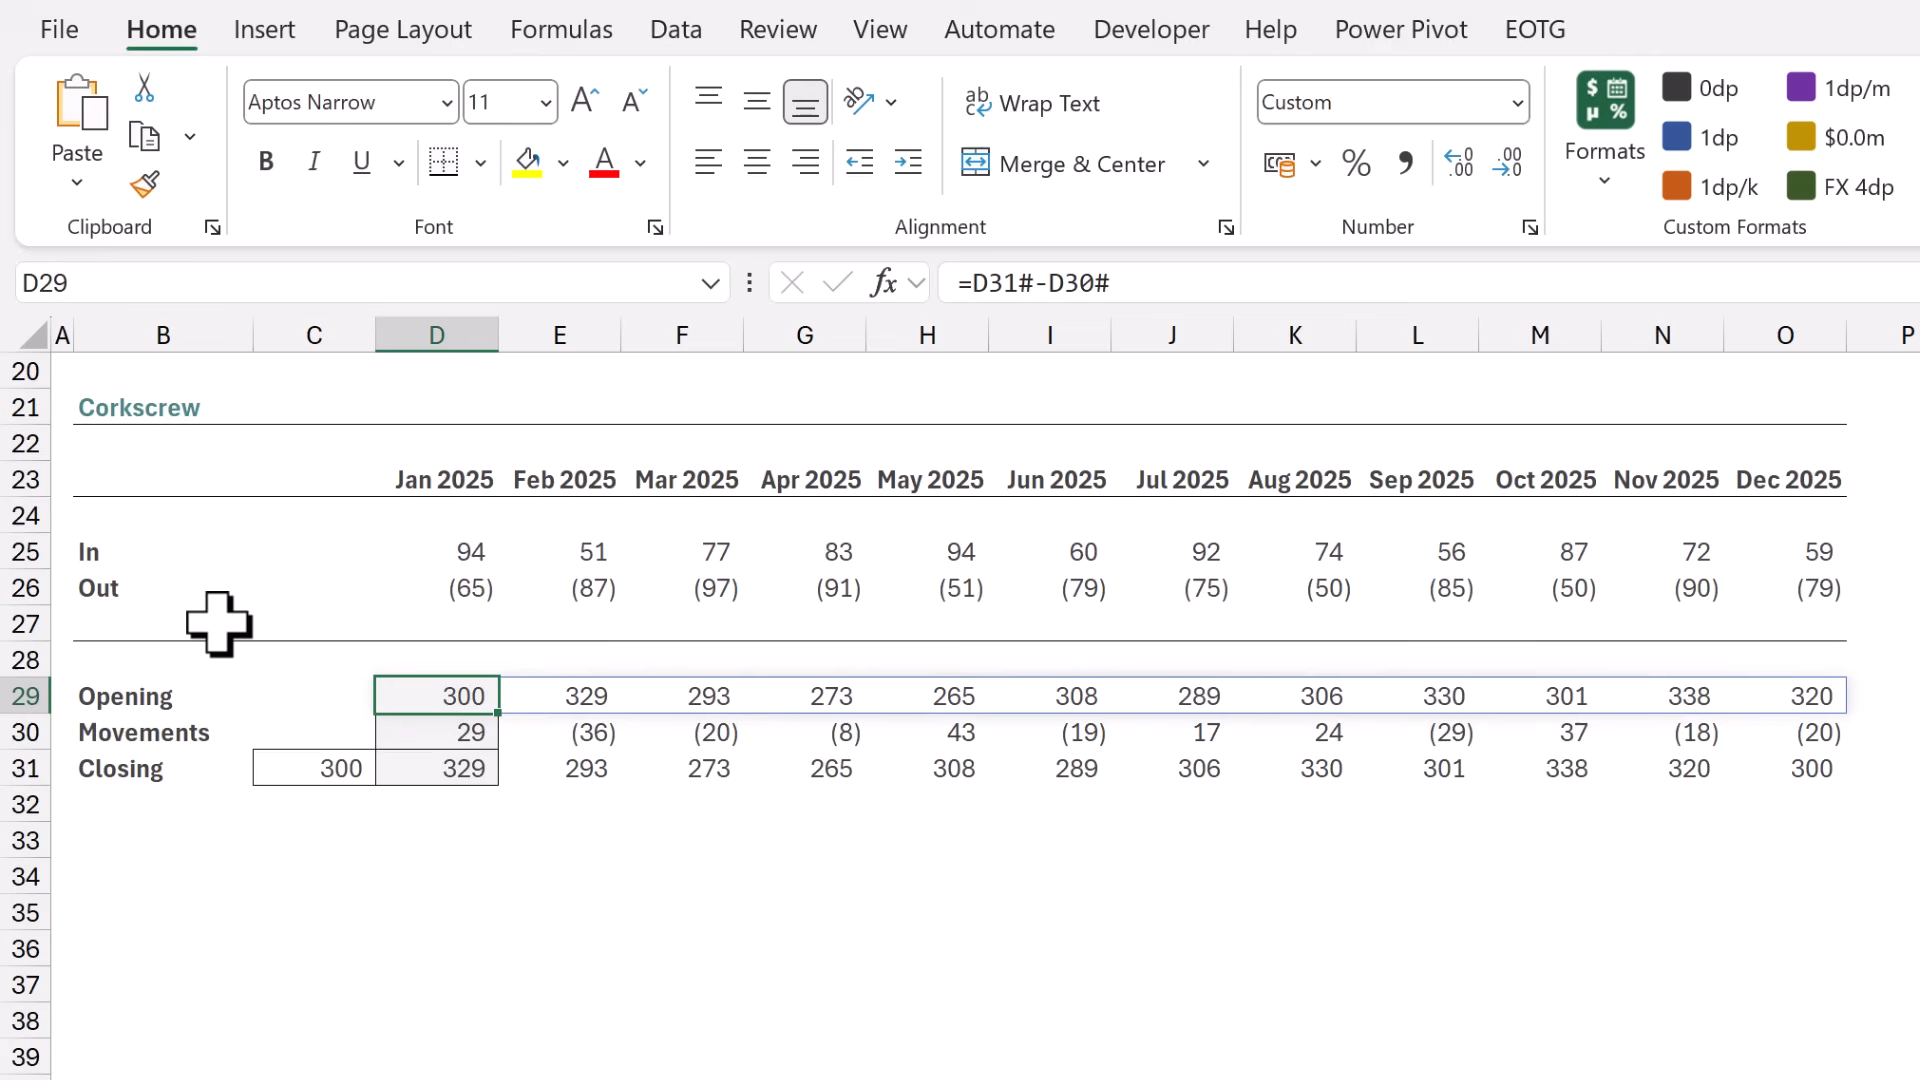 File Home Insert Page Layout Formulas Data Review View Automate Developer Help Power Pivot EOTG
Paste
Clipboard
Aptos Narrow 11
B I U A
Font
Wrap Text
Merge & Center
Alignment
Custom
% .00
Number
Formats
0dp 1dp/m
1dp $0.0m
1dp/k FX 4dp
Custom Formats
D29 fx =D31#-D30#
A B C D E F G H I J K L M N O P
20
21 Corkscrew
22
23 Jan 2025 Feb 2025 Mar 2025 Apr 2025 May 2025 Jun 2025 Jul 2025 Aug 2025 Sep 2025 Oct 2025 Nov 2025 Dec 2025
24
25 In 94 51 77 83 94 60 92 74 56 87 72 59
26 Out (65) (87) (97) (91) (51) (79) (75) (50) (85) (50) (90) (79)
27
28
29 Opening 300 329 293 273 265 308 289 306 330 301 338 320
30 Movements 29 (36) (20) (8) 43 (19) 17 24 (29) 37 (18) (20)
31 Closing 300 329 293 273 265 308 289 306 330 301 338 320 300
32
33
34
35
36
37
38
39